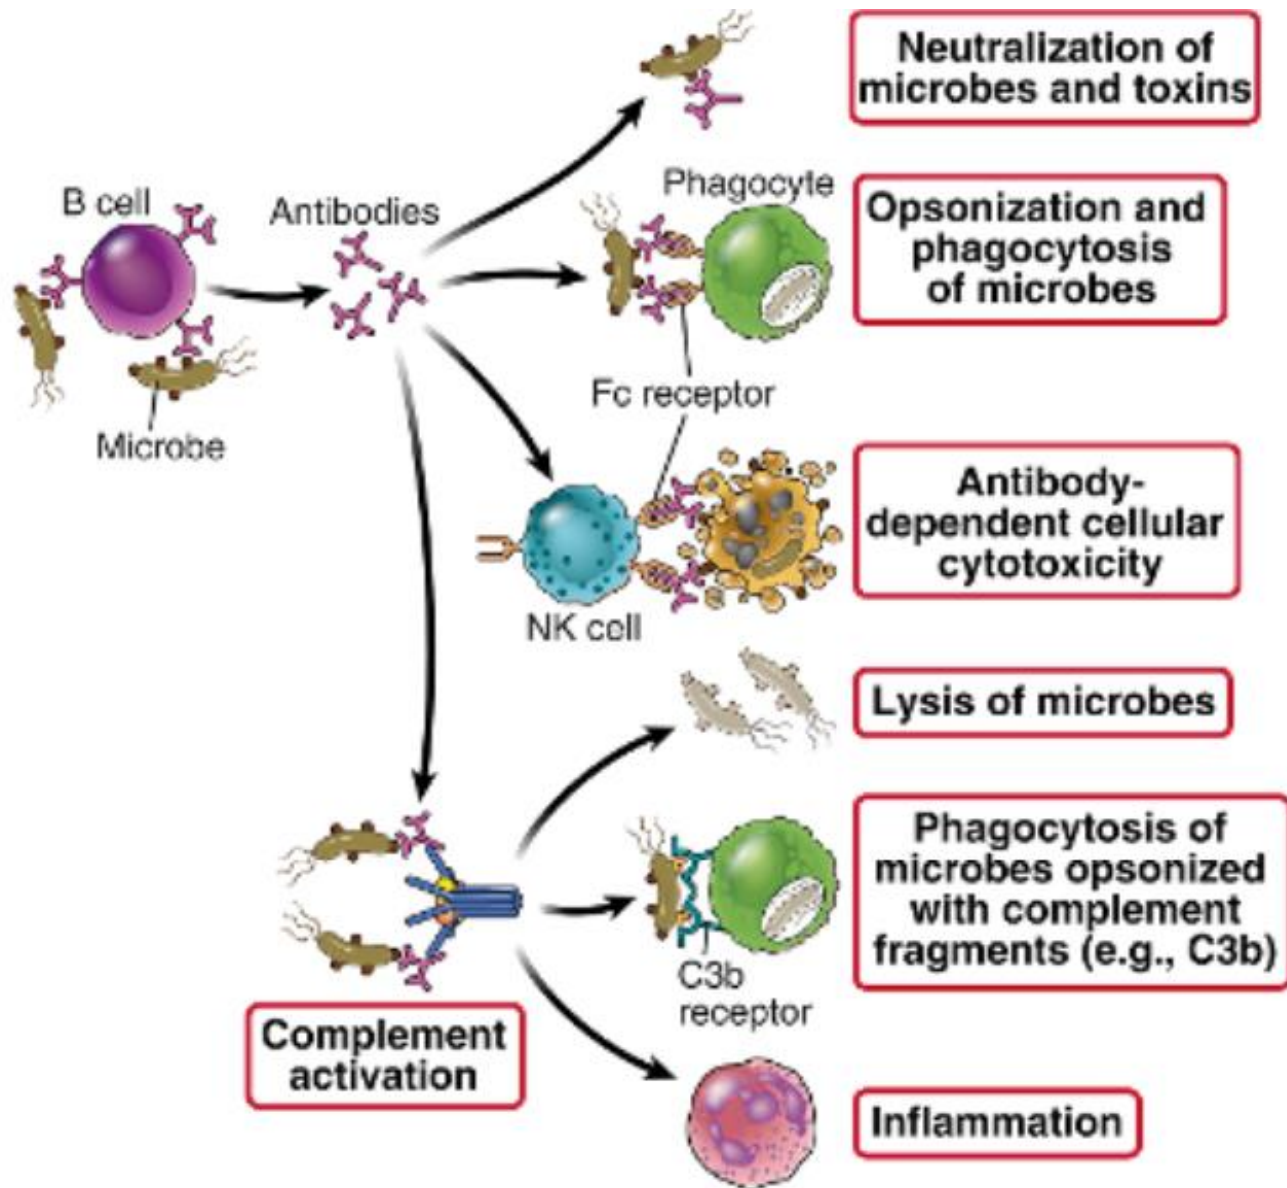 Neutralization of
microbes and toxins
B cell
Antibodies
Phagocyte
Opsonization and
phagocytosis
of microbes
Microbe
Fc receptor
Antibody-
dependent cellular
cytotoxicity
NK cell
Lysis of microbes
Phagocytosis of
microbes opsonized
with complement
fragments (e.g., C3b)
C3b
receptor
Complement
activation
Inflammation